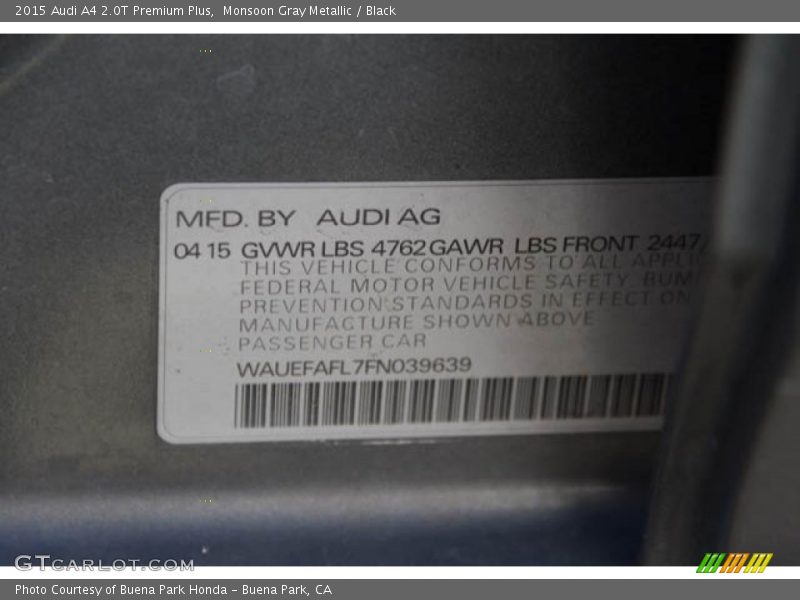 2015 Audi A4 2.0T Premium Plus, Monsoon Gray Metallic / Black
MFD. BY AUDI AG
04 15 GVWR LBS 4762 GAWR LBS FRONT 2447/
THIS VEHICLE CONFORMS TO ALL APPLI
FEDERAL MOTOR VEHICLE SAFETY, BUM
PREVENTION STANDARDS IN EFFECT ON
MANUFACTURE SHOWN ABOVE
PASSENGER CAR
WAUEFAFL7FN039639
GTCARLOT.COM
Photo Courtesy of Buena Park Honda - Buena Park, CA